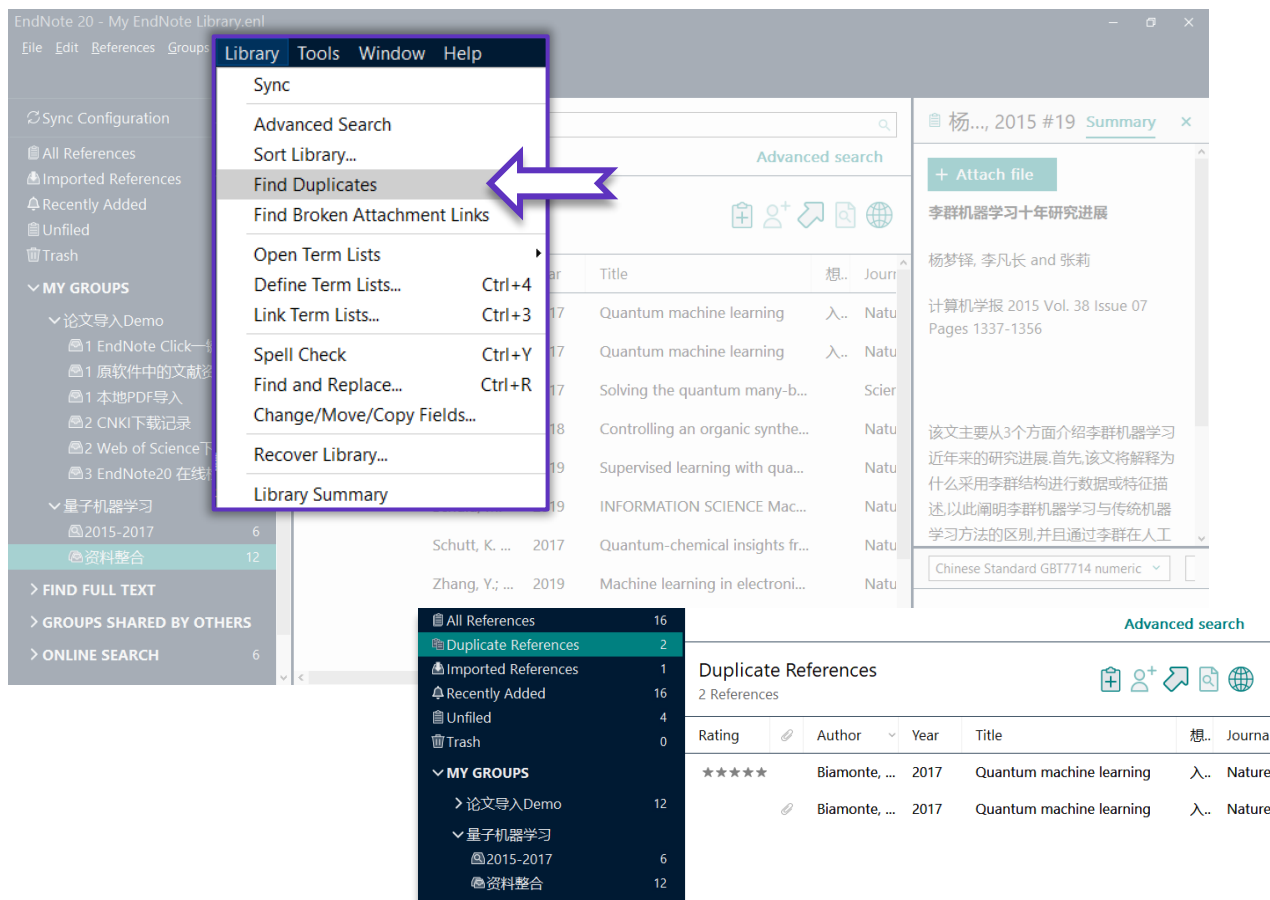 EndNote 20 - My EndNote Library.enl
File Edit References Groups
Library Tools Window Help
Sync
Advanced Search
Sort Library...
Find Duplicates
Find Broken Attachment Links
Open Term Lists
Define Term Lists... Ctrl+4
Link Term Lists... Ctrl+3
Spell Check Ctrl+Y
Find and Replace... Ctrl+R
Change/Move/Copy Fields...
Recover Library...
Library Summary
Sync Configuration
All References
Imported References
Recently Added
Unfiled
Trash
MY GROUPS
论文导入Demo
1 EndNote Click一
1 原软件中的文献资
1 本地PDF导入
2 CNKI下载记录
2 Web of Science下
3 EndNote20 在线
量子机器学习
2015-2017 6
资料整合 12
FIND FULL TEXT
GROUPS SHARED BY OTHERS
ONLINE SEARCH 6
Advanced search
Title 想.. Journ
17 Quantum machine learning 入.. Natu
17 Quantum machine learning 入.. Natu
17 Solving the quantum many-b... Scien
18 Controlling an organic synthe... Natu
19 Supervised learning with qua... Natu
2019 INFORMATION SCIENCE Mac... Natu
Schutt, K. ... 2017 Quantum-chemical insights fr... Natu
Zhang, Y.; ... 2019 Machine learning in electroni... Natu
杨..., 2015 #19 Summary
+ Attach file
李群机器学习十年研究进展
杨梦铎, 李凡长 and 张莉
计算机学报 2015 Vol. 38 Issue 07
Pages 1337-1356
该文主要从3个方面介绍李群机器学习
近年来的研究进展.首先,该文将解释为
什么采用李群结构进行数据或特征描
述,以此阐明李群机器学习与传统机器
学习方法的区别,并且通过李群在人工
Chinese Standard GBT7714 numeric
All References 16
Duplicate References 2
Imported References 1
Recently Added 16
Unfiled 4
Trash 0
MY GROUPS
论文导入Demo 12
量子机器学习
2015-2017 6
资料整合 12
Advanced search
Duplicate References
2 References
Rating Author Year Title 想.. Journa
★★★★★ Biamonte, ... 2017 Quantum machine learning 入.. Nature
Biamonte, ... 2017 Quantum machine learning 入.. Nature